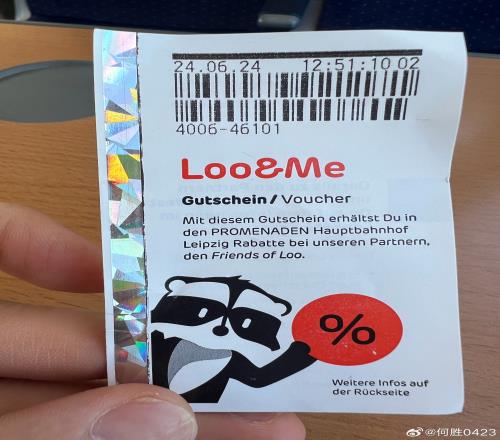 24.06.24 12:51:10 02
4006-46101
Loo&Me
Gutschein / Voucher
Mit diesem Gutschein erhältst Du in
den PROMENADEN Hauptbahnhof
Leipzig Rabatte bei unseren Partnern,
den Friends of Loo.
%
Weitere Infos auf
der Rückseite
@何胜0423